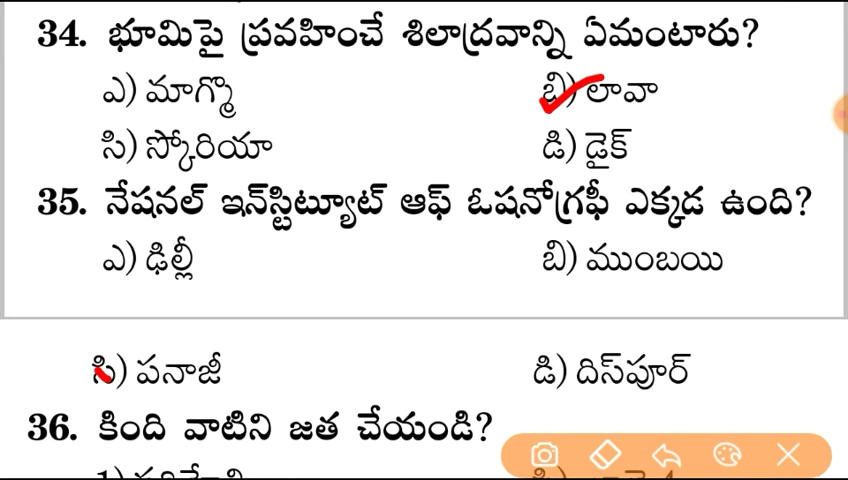 34. భూమిపై ప్రవహించే శిలాద్రవాన్ని ఏమంటారు?
ఎ) మాగ్మొ బి) లావా
సి) స్కోరియా డి) డైక్
35. నేషనల్ ఇన్‌స్టిట్యూట్ ఆఫ్ ఓషనోగ్రఫీ ఎక్కడ ఉంది?
ఎ) ఢిల్లీ బి) ముంబయి
సి) పనాజీ డి) దిస్‌పూర్
36. కింది వాటిని జత చేయండి?